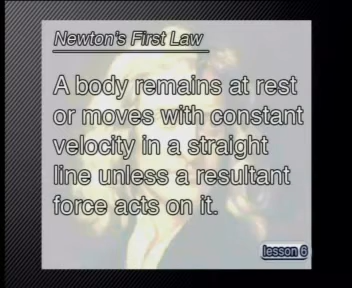 Newton's First Law
A body remains at rest
or moves with constant
velocity in a straight
line unless a resultant
force acts on it.
lesson 6